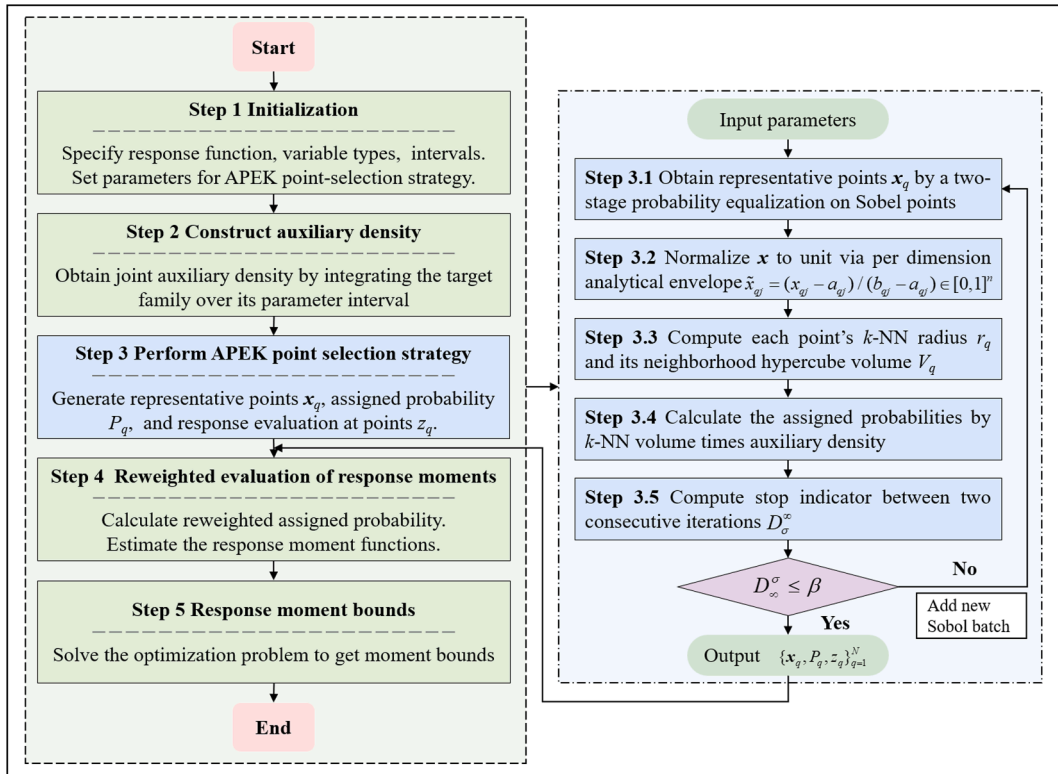 Start
Step 1 Initialization
Specify response function, variable types, intervals.
Set parameters for APEK point-selection strategy.
Step 2 Construct auxiliary density
Obtain joint auxiliary density by integrating the target
family over its parameter interval
Step 3 Perform APEK point selection strategy
Generate representative points x_q, assigned probability
P_q, and response evaluation at points z_q.
Step 4 Reweighted evaluation of response moments
Calculate reweighted assigned probability.
Estimate the response moment functions.
Step 5 Response moment bounds
Solve the optimization problem to get moment bounds
End
Input parameters
Step 3.1 Obtain representative points x_q by a two-
stage probability equalization on Sobel points
Step 3.2 Normalize x to unit via per dimension
analytical envelope x̃_qj = (x_qj − a_qj) / (b_qj − a_qj) ∈ [0,1]^n
Step 3.3 Compute each point's k-NN radius r_q
and its neighborhood hypercube volume V_q
Step 3.4 Calculate the assigned probabilities by
k-NN volume times auxiliary density
Step 3.5 Compute stop indicator between two
consecutive iterations D_σ^∞
D_∞^σ ≤ β
No
Add new
Sobol batch
Yes
Output {x_q, P_q, z_q}_{q=1}^N